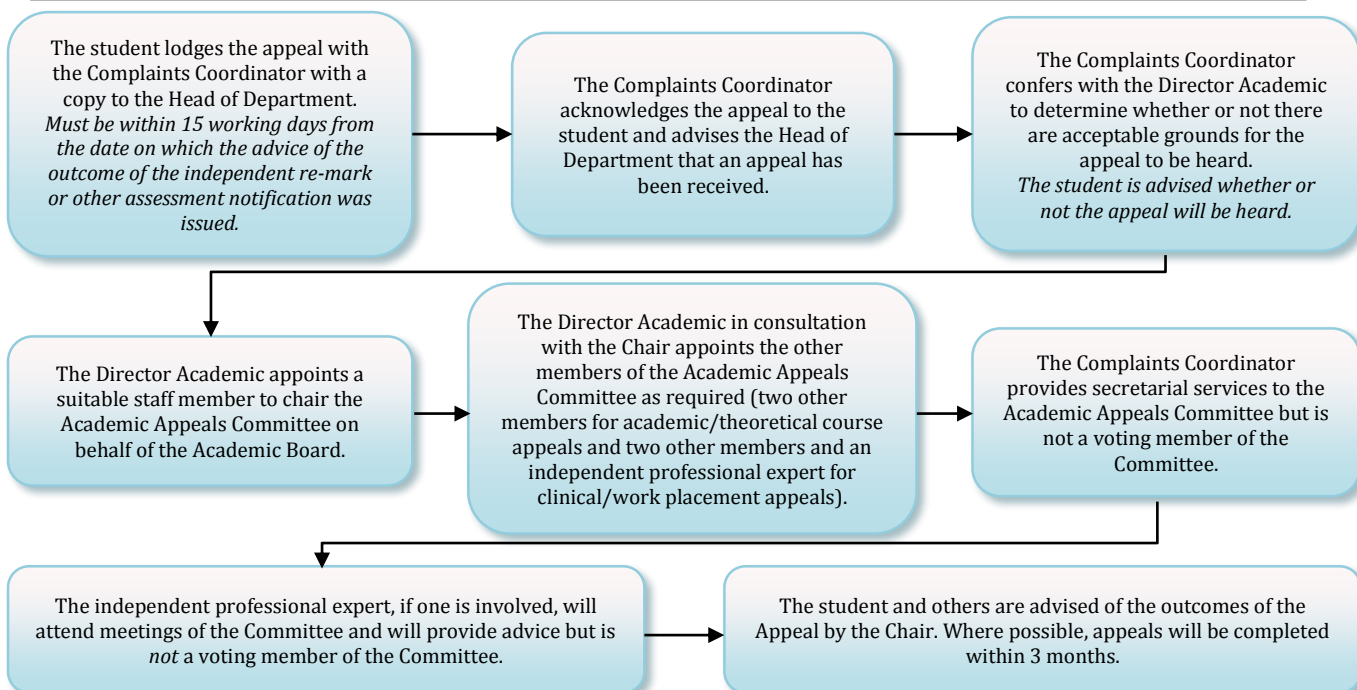 The student lodges the appeal with
the Complaints Coordinator with a
copy to the Head of Department.
Must be within 15 working days from
the date on which the advice of the
outcome of the independent re-mark
or other assessment notification was
issued.
The Complaints Coordinator
acknowledges the appeal to the
student and advises the Head of
Department that an appeal has
been received.
The Complaints Coordinator
confers with the Director Academic
to determine whether or not there
are acceptable grounds for the
appeal to be heard.
The student is advised whether or
not the appeal will be heard.
The Director Academic appoints a
suitable staff member to chair the
Academic Appeals Committee on
behalf of the Academic Board.
The Director Academic in consultation
with the Chair appoints the other
members of the Academic Appeals
Committee as required (two other
members for academic/theoretical course
appeals and two other members and an
independent professional expert for
clinical/work placement appeals).
The Complaints Coordinator
provides secretarial services to the
Academic Appeals Committee but is
not a voting member of the
Committee.
The independent professional expert, if one is involved, will
attend meetings of the Committee and will provide advice but is
not a voting member of the Committee.
The student and others are advised of the outcomes of the
Appeal by the Chair. Where possible, appeals will be completed
within 3 months.